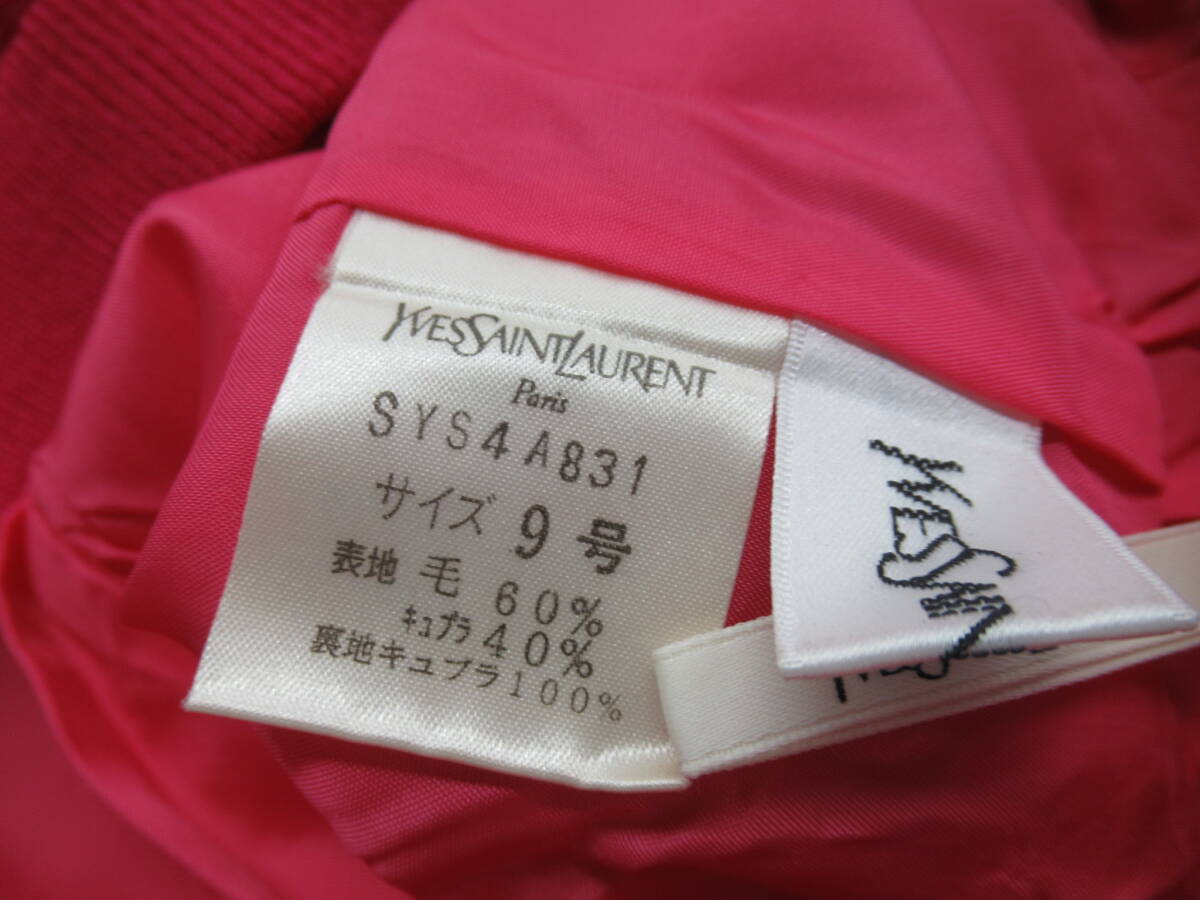 YVESSAINTLAURENT
Paris
SYS4A831
サイズ 9号
表地 毛 60%
ｷｭﾌﾟﾗ 40%
裏地キュプラ100%
YVESSAIN